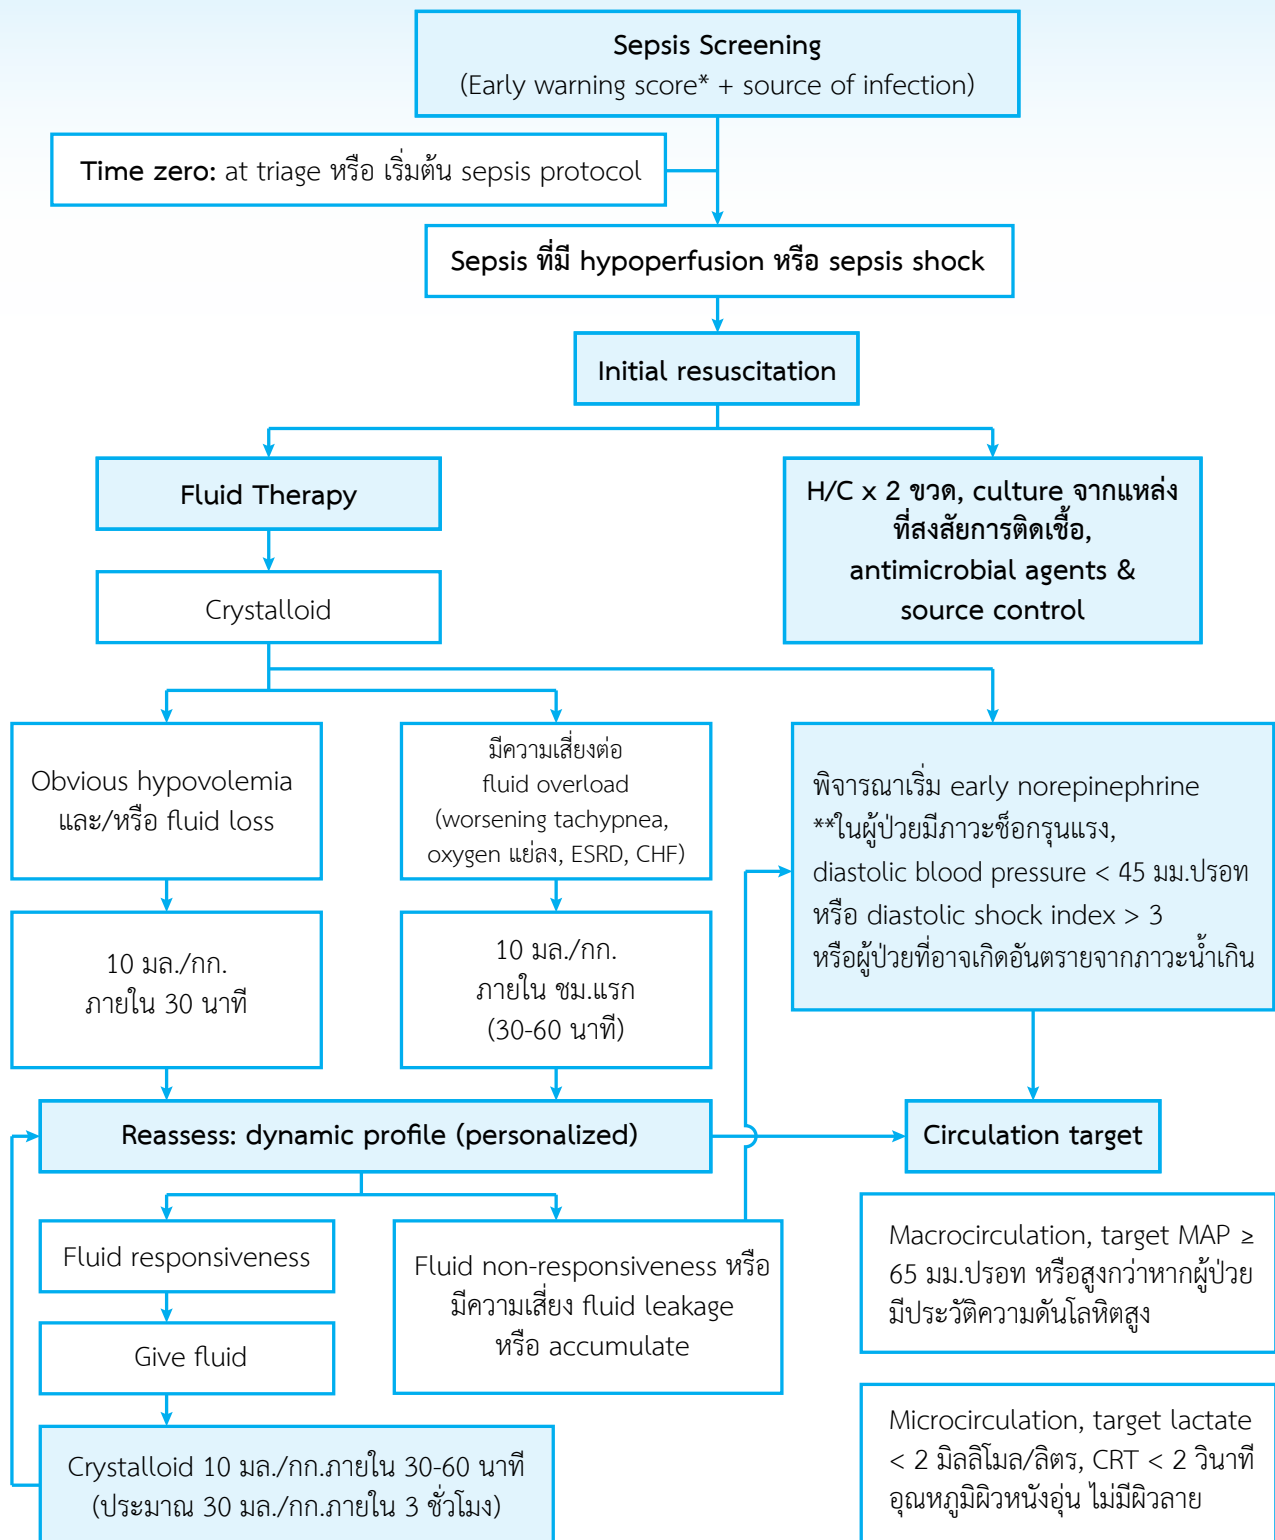 Sepsis Screening
(Early warning score* + source of infection)
Time zero: at triage หรือ เริ่มต้น sepsis protocol
Sepsis ที่มี hypoperfusion หรือ sepsis shock
Initial resuscitation
Fluid Therapy
H/C x 2 ขวด, culture จากแหล่ง
ที่สงสัยการติดเชื้อ,
antimicrobial agents &
source control
Crystalloid
Obvious hypovolemia
และ/หรือ fluid loss
มีความเสี่ยงต่อ
fluid overload
(worsening tachypnea,
oxygen แย่ลง, ESRD, CHF)
พิจารณาเริ่ม early norepinephrine
**ในผู้ป่วยมีภาวะช็อกรุนแรง,
diastolic blood pressure < 45 มม.ปรอท
หรือ diastolic shock index > 3
หรือผู้ป่วยที่อาจเกิดอันตรายจากภาวะน้ำเกิน
10 มล./กก.
ภายใน 30 นาที
10 มล./กก.
ภายใน ชม.แรก
(30-60 นาที)
Reassess: dynamic profile (personalized)
Circulation target
Fluid responsiveness
Fluid non-responsiveness หรือ
มีความเสี่ยง fluid leakage
หรือ accumulate
Macrocirculation, target MAP ≥
65 มม.ปรอท หรือสูงกว่าหากผู้ป่วย
มีประวัติความดันโลหิตสูง
Give fluid
Crystalloid 10 มล./กก.ภายใน 30-60 นาที
(ประมาณ 30 มล./กก.ภายใน 3 ชั่วโมง)
Microcirculation, target lactate
< 2 มิลลิโมล/ลิตร, CRT < 2 วินาที
อุณหภูมิผิวหนังอุ่น ไม่มีผิวลาย